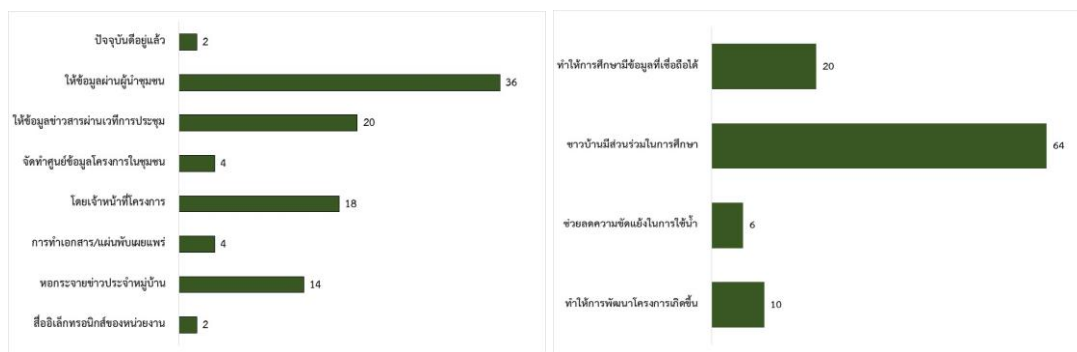 ปัจจุบันดีอยู่แล้ว 2
ให้ข้อมูลผ่านผู้นำชุมชน 36
ให้ข้อมูลข่าวสารผ่านเวทีการประชุม 20
จัดทำศูนย์ข้อมูลโครงการในชุมชน 4
โดยเจ้าหน้าที่โครงการ 18
การทำเอกสาร/แผ่นพับเผยแพร่ 4
หอกระจายข่าวประจำหมู่บ้าน 14
สื่ออิเล็กทรอนิกส์ของหน่วยงาน 2
ทำให้การศึกษามีข้อมูลที่เชื่อถือได้ 20
ชาวบ้านมีส่วนร่วมในการศึกษา 64
ช่วยลดความขัดแย้งในการใช้น้ำ 6
ทำให้การพัฒนาโครงการเกิดขึ้น 10